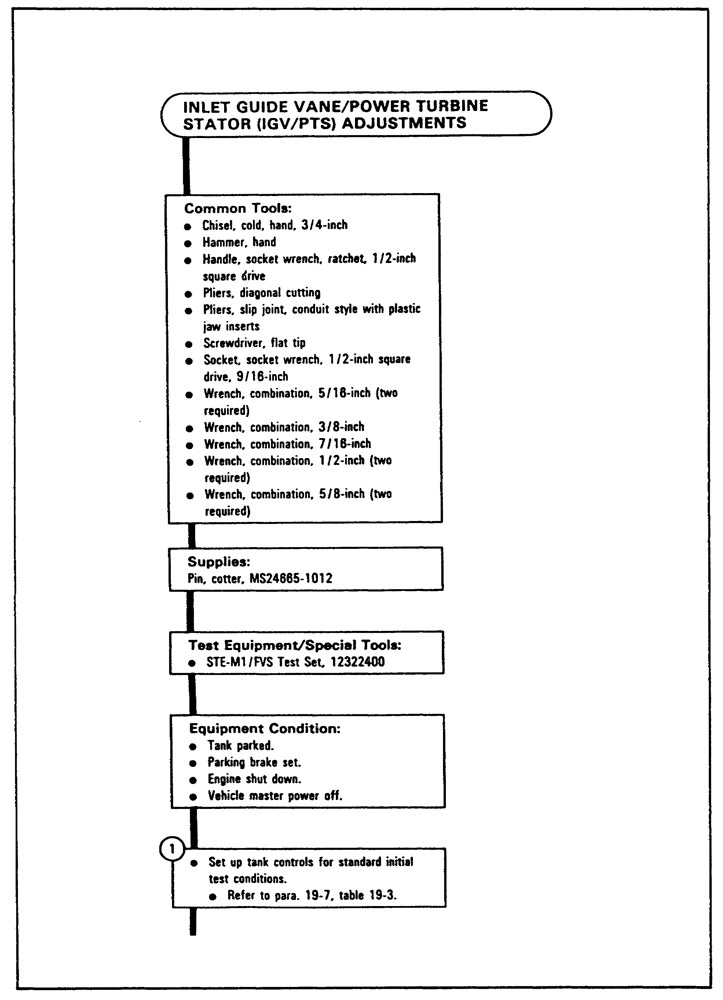 INLET GUIDE VANE/POWER TURBINE
STATOR (IGV/PTS) ADJUSTMENTS
Common Tools:
● Chisel, cold, hand, 3/4-inch
● Hammer, hand
● Handle, socket wrench, ratchet, 1/2-inch
square drive
● Pliers, diagonal cutting
● Pliers, slip joint, conduit style with plastic
jaw inserts
● Screwdriver, flat tip
● Socket, socket wrench, 1/2-inch square
drive, 9/16-inch
● Wrench, combination, 5/16-inch (two
required)
● Wrench, combination, 3/8-inch
● Wrench, combination, 7/16-inch
● Wrench, combination, 1/2-inch (two
required)
● Wrench, combination, 5/8-inch (two
required)
Supplies:
Pin, cotter, MS24665-1012
Test Equipment/Special Tools:
● STE-M1/FVS Test Set, 12322400
Equipment Condition:
● Tank parked.
● Parking brake set.
● Engine shut down.
● Vehicle master power off.
1
● Set up tank controls for standard initial
test conditions.
● Refer to para. 19-7, table 19-3.